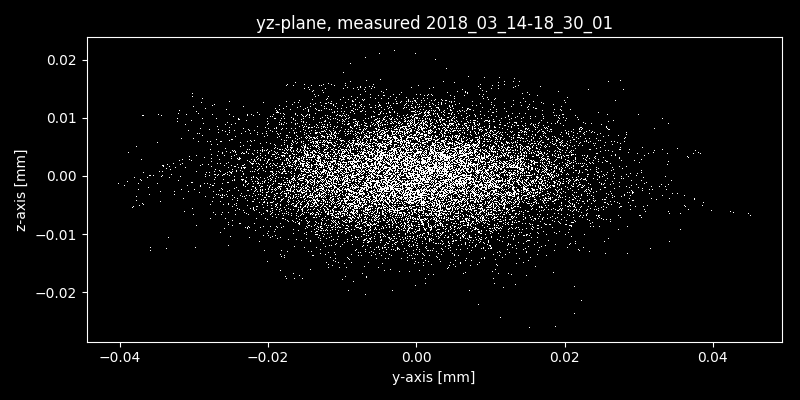 yz-plane, measured 2018_03_14-18_30_01
0.02
0.01
0.00
−0.01
−0.02
z-axis [mm]
−0.04 −0.02 0.00 0.02 0.04
y-axis [mm]